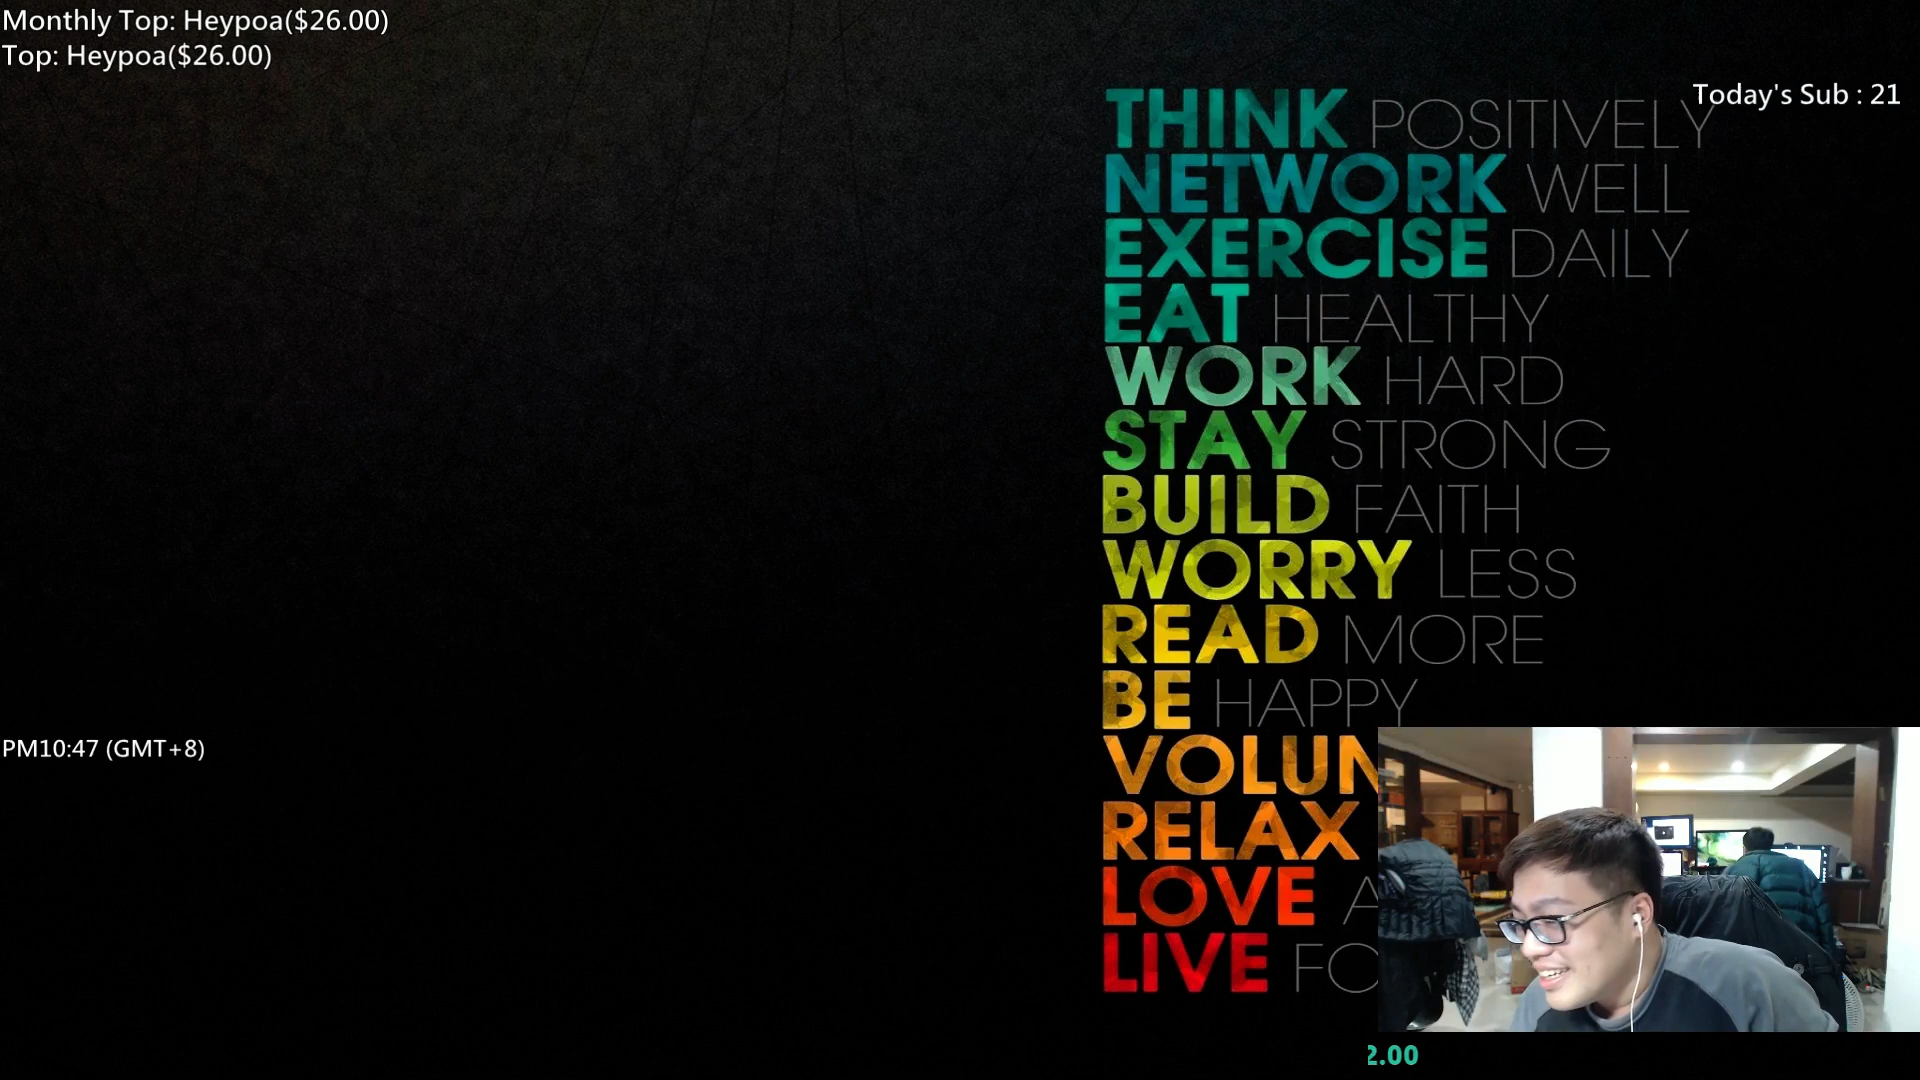 Monthly Top: Heypoa($26.00)
Top: Heypoa($26.00)
Today's Sub : 21
THINK POSITIVELY
NETWORK WELL
EXERCISE DAILY
EAT HEALTHY
WORK HARD
STAY STRONG
BUILD FAITH
WORRY LESS
READ MORE
BE HAPPY
PM10:47 (GMT+8)
VOLUN
RELAX
LOVE A
LIVE FO
2.00